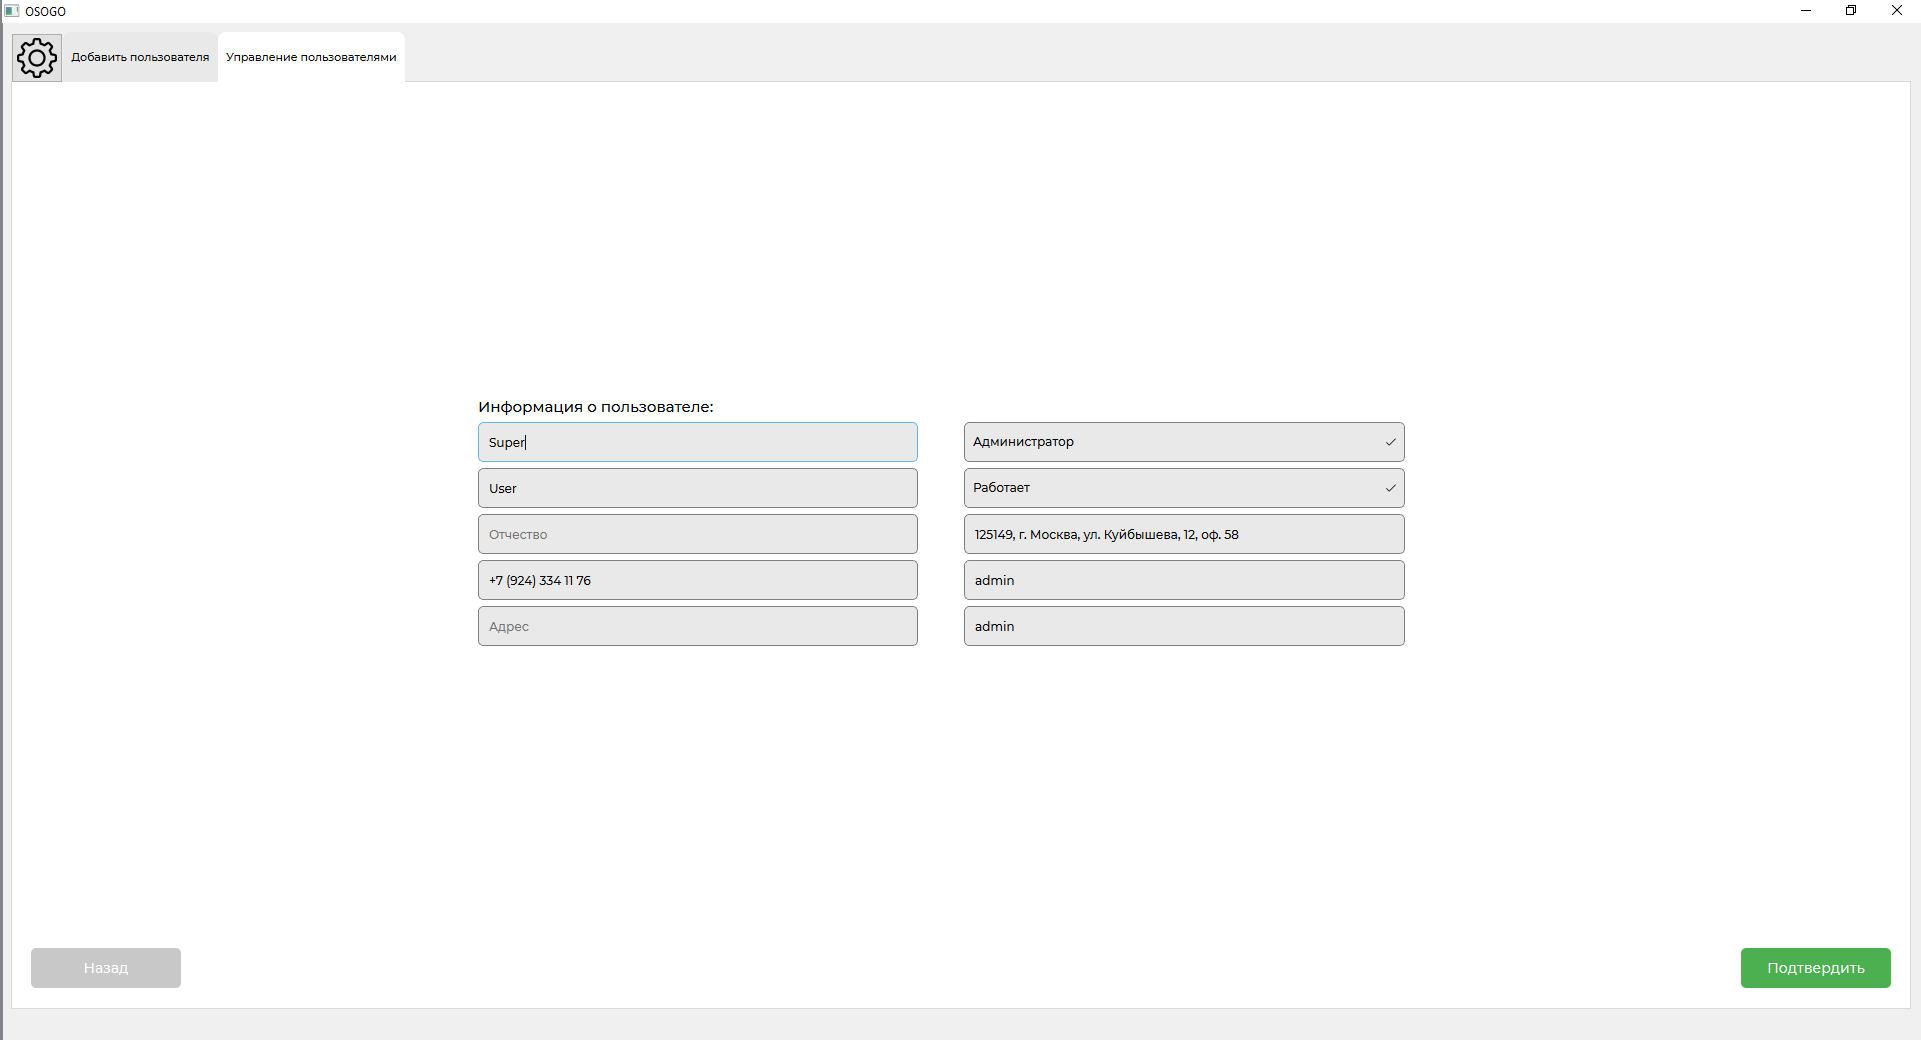 OSOGO
Добавить пользователя
Управление пользователями
Информация о пользователе:
Super
Администратор
User
Работает
Отчество
125149, г. Москва, ул. Куйбышева, 12, оф. 58
+7 (924) 334 11 76
admin
Адрес
admin
Назад
Подтвердить